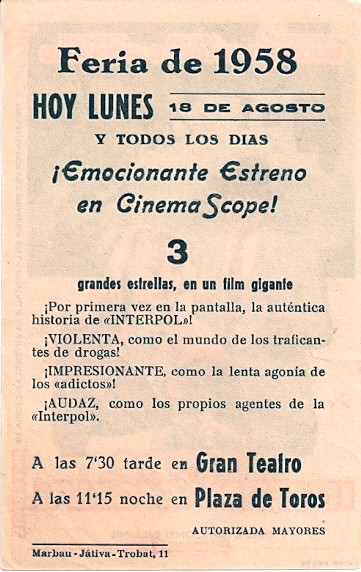 Feria de 1958
HOY LUNES 18 DE AGOSTO
Y TODOS LOS DIAS
¡Emocionante Estreno
en CinemaScope!
3
grandes estrellas, en un film gigante
¡Por primera vez en la pantalla, la auténtica
historia de «INTERPOL»!
¡VIOLENTA, como el mundo de los trafican-
tes de drogas!
¡IMPRESIONANTE, como la lenta agonía de
los «adictos»!
¡AUDAZ, como los propios agentes de la
«Interpol».
A las 7'30 tarde en Gran Teatro
A las 11'15 noche en Plaza de Toros
AUTORIZADA MAYORES
Marbau-Játiva-Trobat, 11